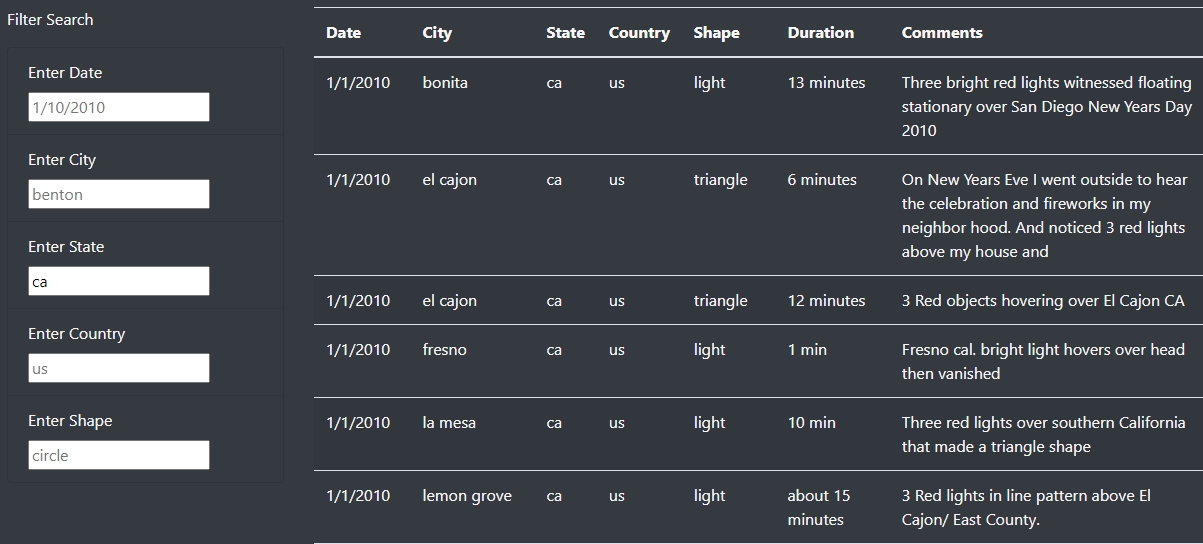 Filter Search
Enter Date
1/10/2010
Enter City
benton
Enter State
ca
Enter Country
us
Enter Shape
circle
Date City State Country Shape Duration Comments
1/1/2010 bonita ca us light 13 minutes Three bright red lights witnessed floating
stationary over San Diego New Years Day
2010
1/1/2010 el cajon ca us triangle 6 minutes On New Years Eve I went outside to hear
the celebration and fireworks in my
neighbor hood. And noticed 3 red lights
above my house and
1/1/2010 el cajon ca us triangle 12 minutes 3 Red objects hovering over El Cajon CA
1/1/2010 fresno ca us light 1 min Fresno cal. bright light hovers over head
then vanished
1/1/2010 la mesa ca us light 10 min Three red lights over southern California
that made a triangle shape
1/1/2010 lemon grove ca us light about 15 3 Red lights in line pattern above El
minutes Cajon/ East County.